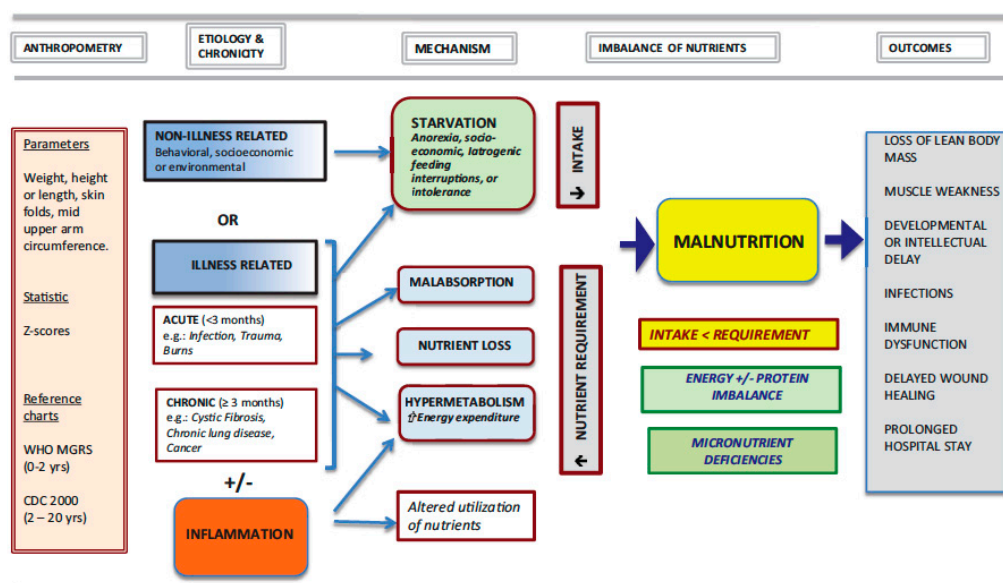 ANTHROPOMETRY
ETIOLOGY &
CHRONICITY
MECHANISM
IMBALANCE OF NUTRIENTS
OUTCOMES
Parameters
Weight, height
or length, skin
folds, mid
upper arm
circumference.
Statistic
Z-scores
Reference
charts
WHO MGRS
(0-2 yrs)
CDC 2000
(2 – 20 yrs)
NON-ILLNESS RELATED
Behavioral, socioeconomic
or environmental
OR
ILLNESS RELATED
ACUTE (<3 months)
e.g.: Infection, Trauma,
Burns
CHRONIC (≥ 3 months)
e.g.: Cystic Fibrosis,
Chronic lung disease,
Cancer
+/-
INFLAMMATION
STARVATION
Anorexia, socio-
economic, Iatrogenic
feeding
interruptions, or
intolerance
MALABSORPTION
NUTRIENT LOSS
HYPERMETABOLISM
⇧Energy expenditure
Altered utilization
of nutrients
↓ INTAKE
↑ NUTRIENT REQUIREMENT
MALNUTRITION
INTAKE < REQUIREMENT
ENERGY +/- PROTEIN
IMBALANCE
MICRONUTRIENT
DEFICIENCIES
LOSS OF LEAN BODY
MASS
MUSCLE WEAKNESS
DEVELOPMENTAL
OR INTELLECTUAL
DELAY
INFECTIONS
IMMUNE
DYSFUNCTION
DELAYED WOUND
HEALING
PROLONGED
HOSPITAL STAY